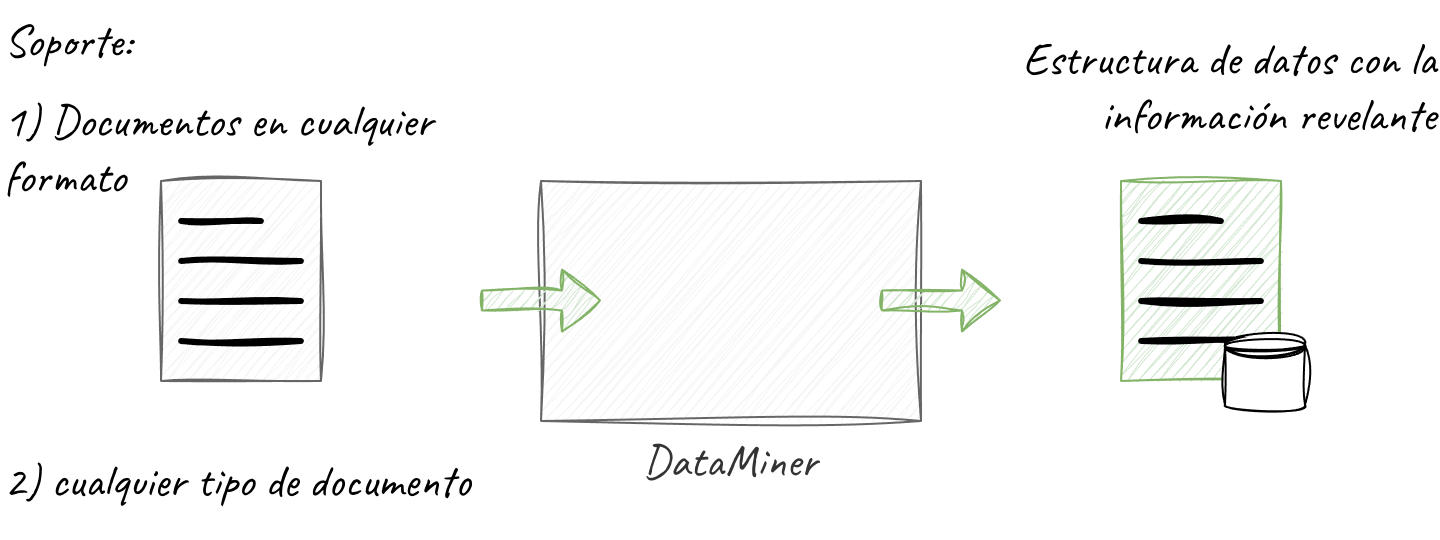 Soporte:
1) Documentos en cualquier
formato
Estructura de datos con la
información revelante
DataMiner
2) cualquier tipo de documento